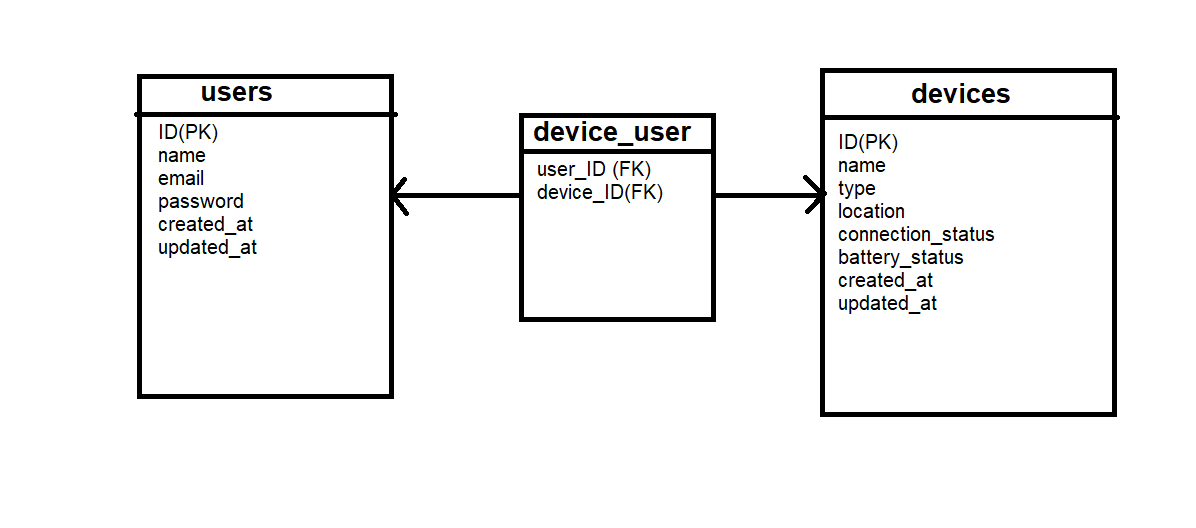 users
ID(PK)
name
email
password
created_at
updated_at
device_user
user_ID (FK)
device_ID(FK)
devices
ID(PK)
name
type
location
connection_status
battery_status
created_at
updated_at